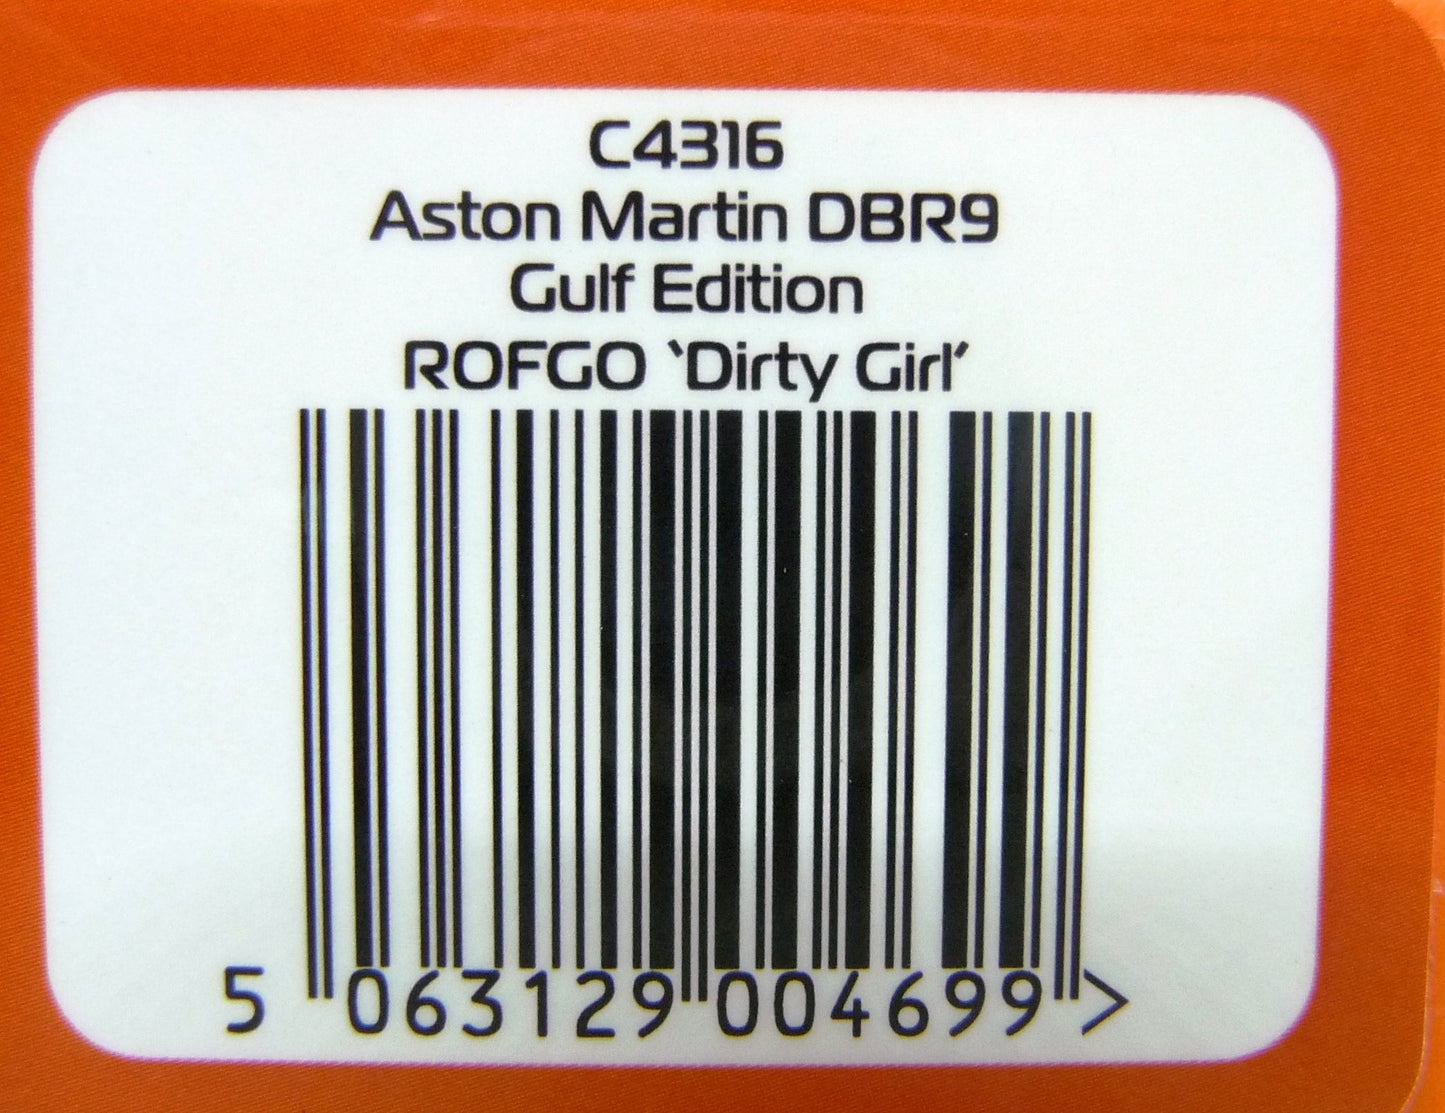 C4316
Aston Martin DBR9
Gulf Edition
ROFGO ‘Dirty Girl’
5 063129 004699 >